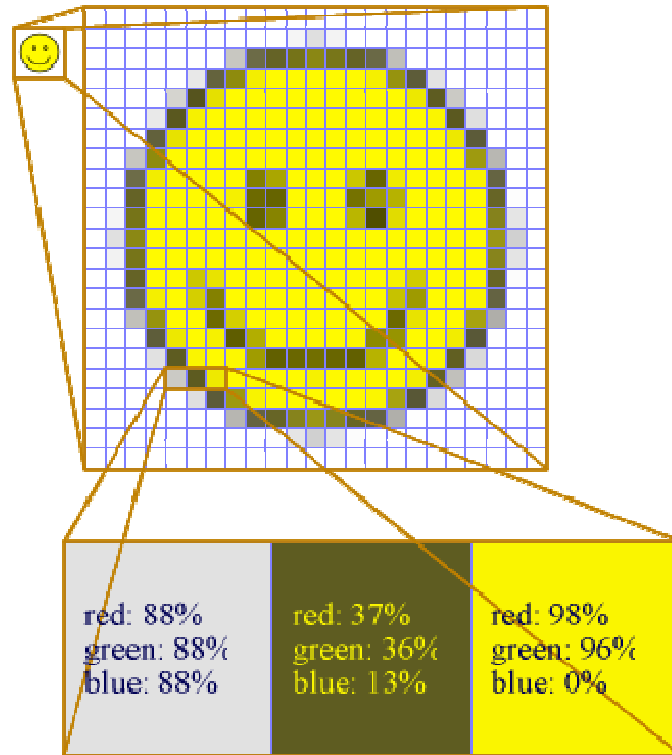 red: 88%
green: 88%
blue: 88%
red: 37%
green: 36%
blue: 13%
red: 98%
green: 96%
blue: 0%